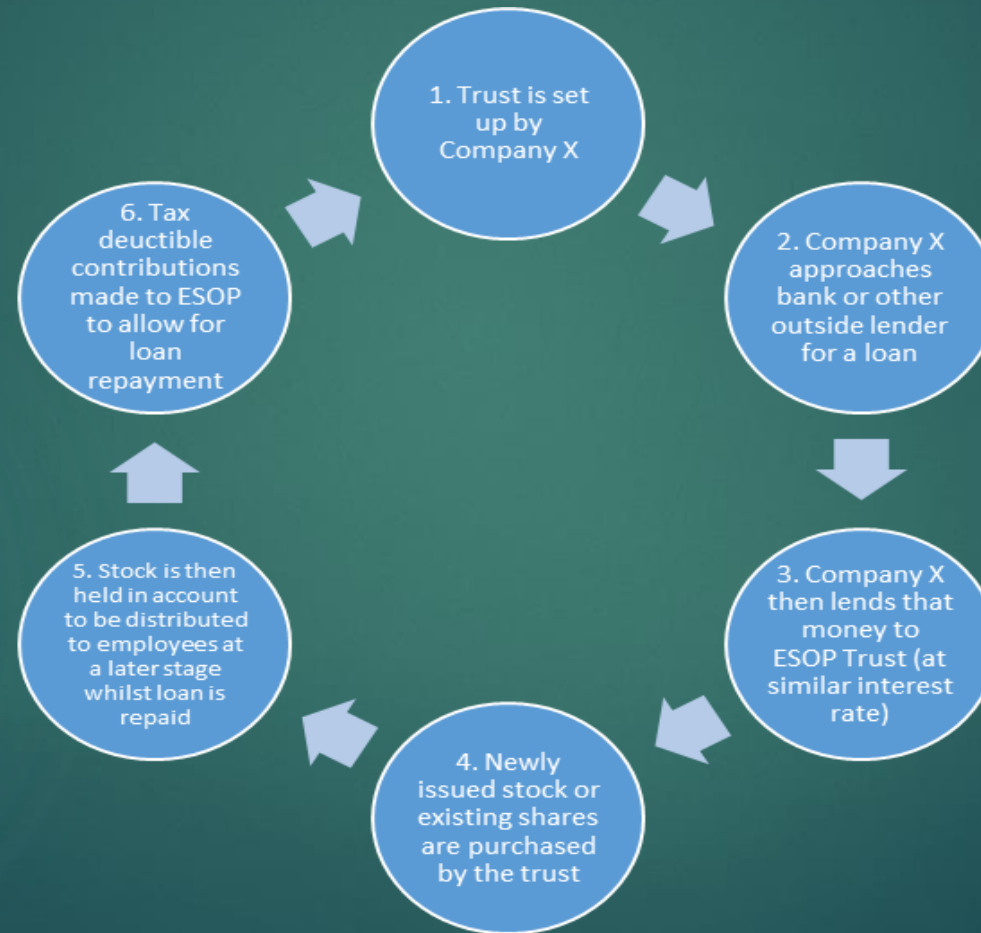 1. Trust is set
up by
Company X
2. Company X
approaches
bank or other
outside lender
for a loan
3. Company X
then lends that
money to
ESOP Trust (at
similar interest
rate)
4. Newly
issued stock or
existing shares
are purchased
by the trust
5. Stock is then
held in account
to be distributed
to employees at
a later stage
whilst loan is
repaid
6. Tax
deuctible
contributions
made to ESOP
to allow for
loan
repayment